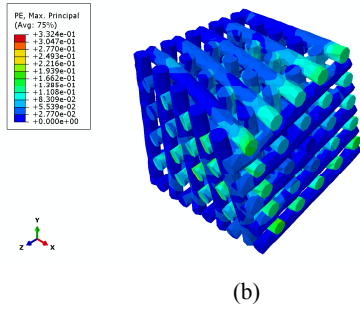 PE, Max. Principal
(Avg: 75%)
+3.324e-01
+3.047e-01
+2.770e-01
+2.493e-01
+2.216e-01
+1.939e-01
+1.662e-01
+1.385e-01
+1.108e-01
+8.309e-02
+5.539e-02
+2.770e-02
+0.000e+00
Y
Z
X
(b)